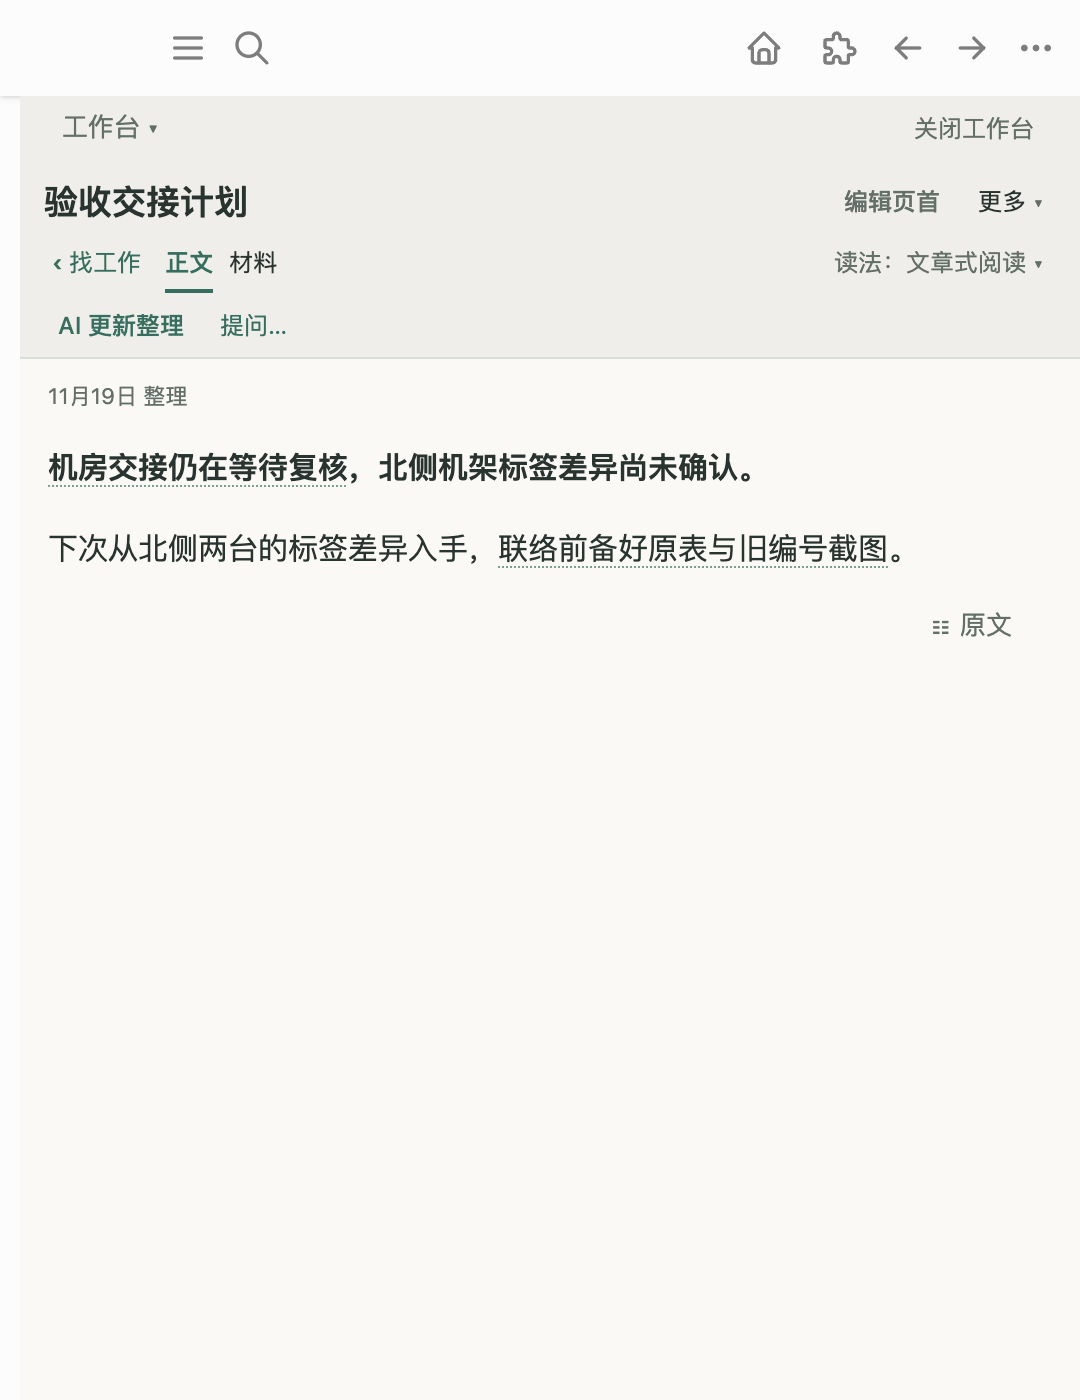 工作台 ▾ 关闭工作台
验收交接计划 编辑页首 更多 ▾
‹ 找工作 正文 材料 读法：文章式阅读 ▾
AI 更新整理 提问...
11月19日 整理
机房交接仍在等待复核，北侧机架标签差异尚未确认。
下次从北侧两台的标签差异入手，联络前备好原表与旧编号截图。
原文